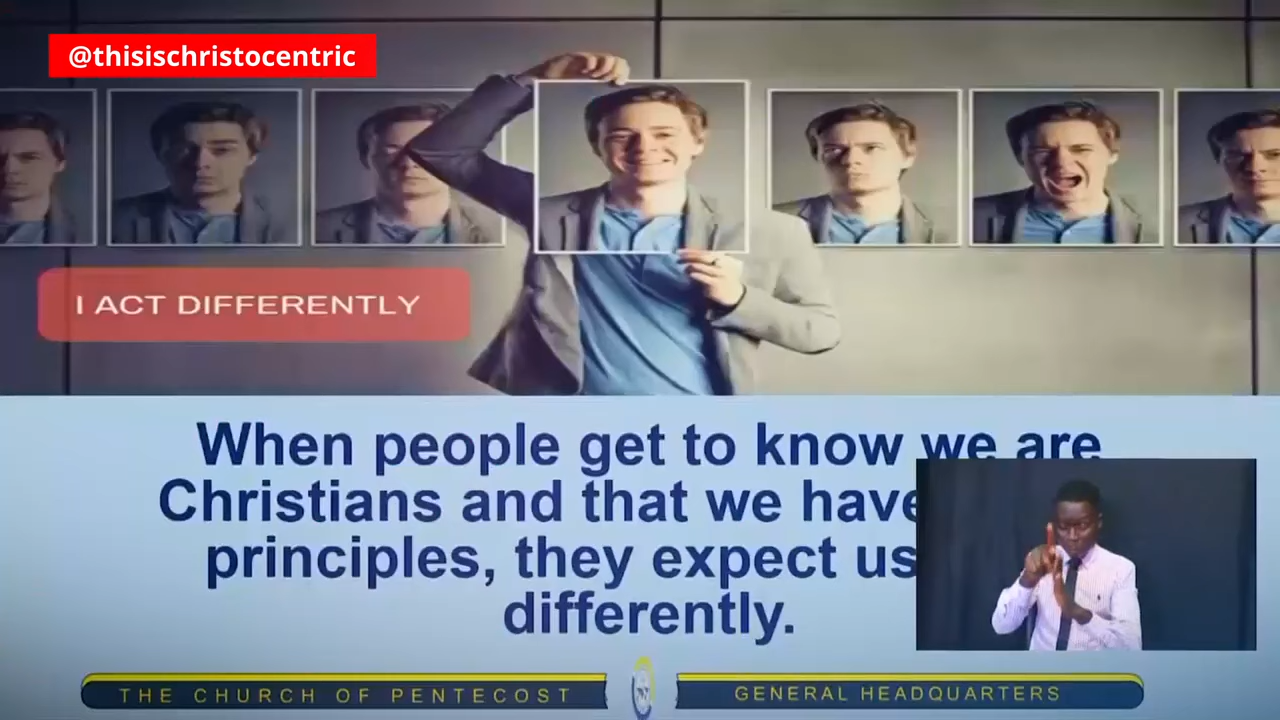 @thisischristocentric
I ACT DIFFERENTLY
When people get to know we are
Christians and that we have
principles, they expect us
differently.
THE CHURCH OF PENTECOST
GENERAL HEADQUARTERS